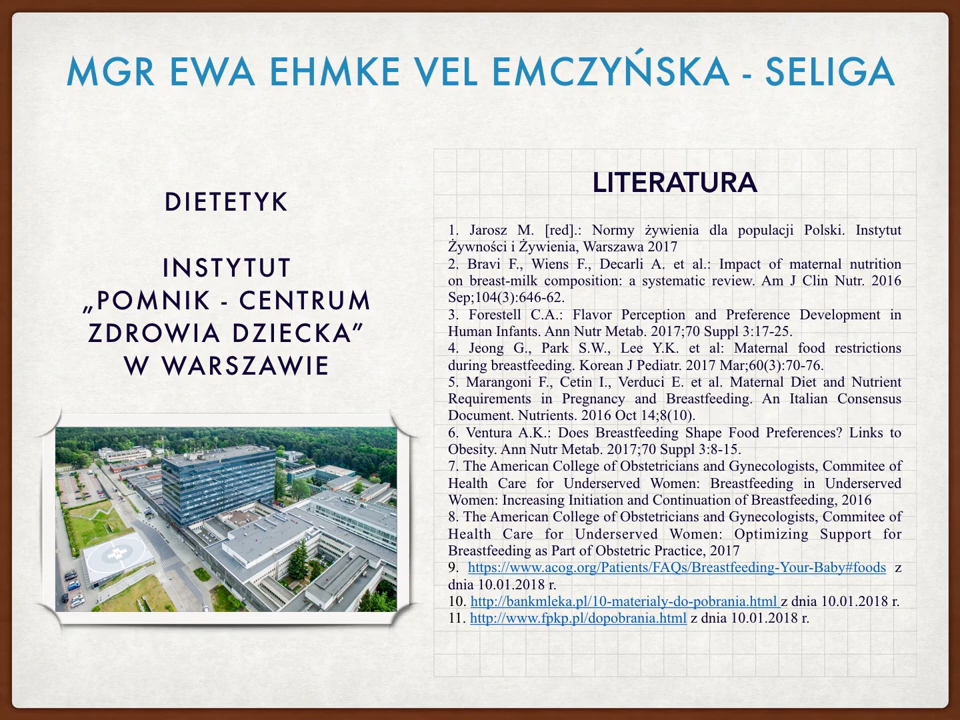 MGR EWA EHMKE VEL EMCZYŃSKA - SELIGA
DIETETYK
INSTYTUT
„POMNIK - CENTRUM
ZDROWIA DZIECKA”
W WARSZAWIE
LITERATURA
1. Jarosz M. [red].: Normy żywienia dla populacji Polski. Instytut
Żywności i Żywienia, Warszawa 2017
2. Bravi F., Wiens F., Decarli A. et al.: Impact of maternal nutrition
on breast-milk composition: a systematic review. Am J Clin Nutr. 2016
Sep;104(3):646-62.
3. Forestell C.A.: Flavor Perception and Preference Development in
Human Infants. Ann Nutr Metab. 2017;70 Suppl 3:17-25.
4. Jeong G., Park S.W., Lee Y.K. et al: Maternal food restrictions
during breastfeeding. Korean J Pediatr. 2017 Mar;60(3):70-76.
5. Marangoni F., Cetin I., Verduci E. et al. Maternal Diet and Nutrient
Requirements in Pregnancy and Breastfeeding. An Italian Consensus
Document. Nutrients. 2016 Oct 14;8(10).
6. Ventura A.K.: Does Breastfeeding Shape Food Preferences? Links to
Obesity. Ann Nutr Metab. 2017;70 Suppl 3:8-15.
7. The American College of Obstetricians and Gynecologists, Commitee of
Health Care for Underserved Women: Breastfeeding in Underserved
Women: Increasing Initiation and Continuation of Breastfeeding, 2016
8. The American College of Obstetricians and Gynecologists, Commitee of
Health Care for Underserved Women: Optimizing Support for
Breastfeeding as Part of Obstetric Practice, 2017
9. https://www.acog.org/Patients/FAQs/Breastfeeding-Your-Baby#foods z
dnia 10.01.2018 r.
10. http://bankmleka.pl/10-materialy-do-pobrania.html z dnia 10.01.2018 r.
11. http://www.fpkp.pl/dopobrania.html z dnia 10.01.2018 r.